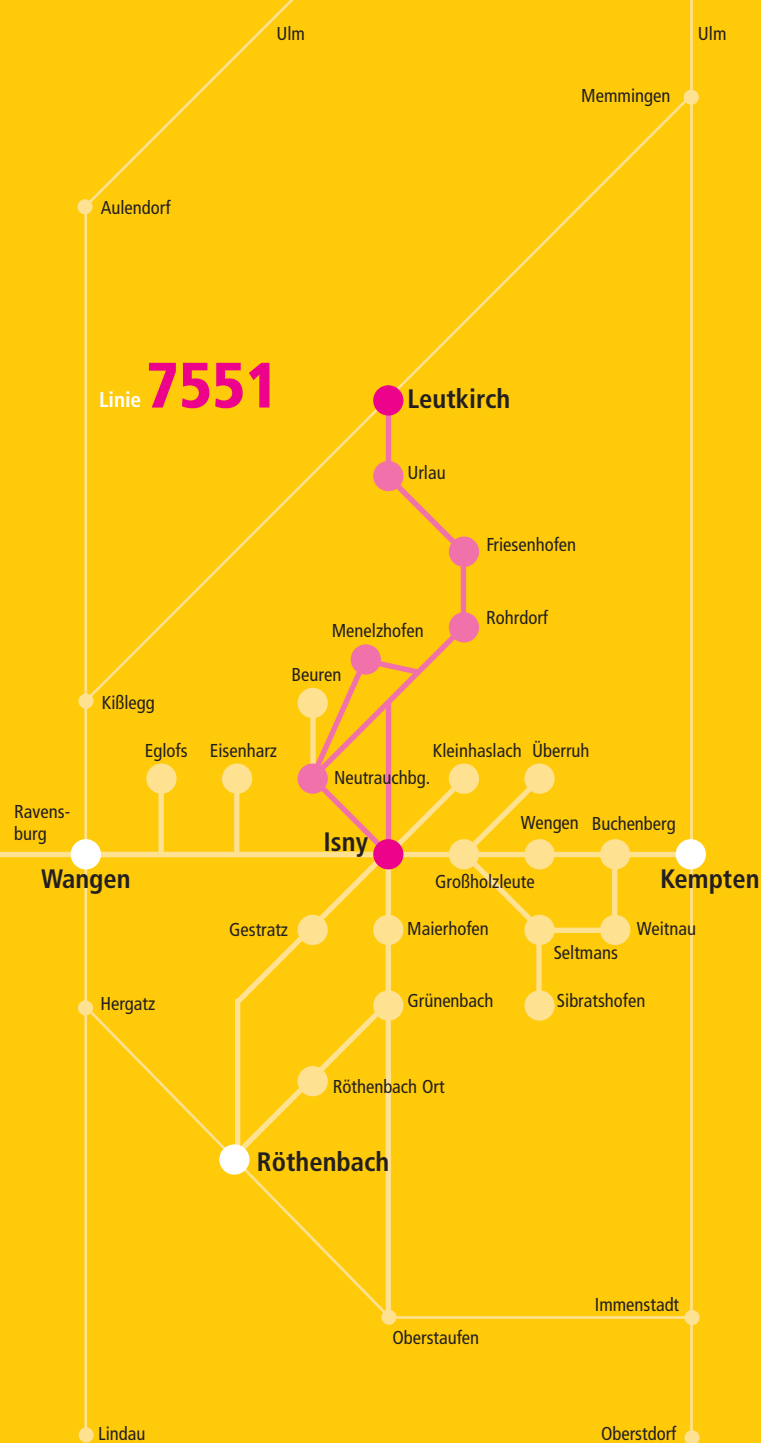 Ulm
Ulm
Memmingen
Aulendorf
Linie 7551
Leutkirch
Urlau
Friesenhofen
Rohrdorf
Menelzhofen
Beuren
Kißlegg
Eglofs
Eisenharz
Neutrauchbg.
Kleinhaslach
Überruh
Ravens-
burg
Isny
Wengen
Buchenberg
Wangen
Großholzleute
Kempten
Gestratz
Maierhofen
Weitnau
Seltmans
Hergatz
Grünenbach
Sibratshofen
Röthenbach Ort
Röthenbach
Immenstadt
Oberstaufen
Lindau
Oberstdorf